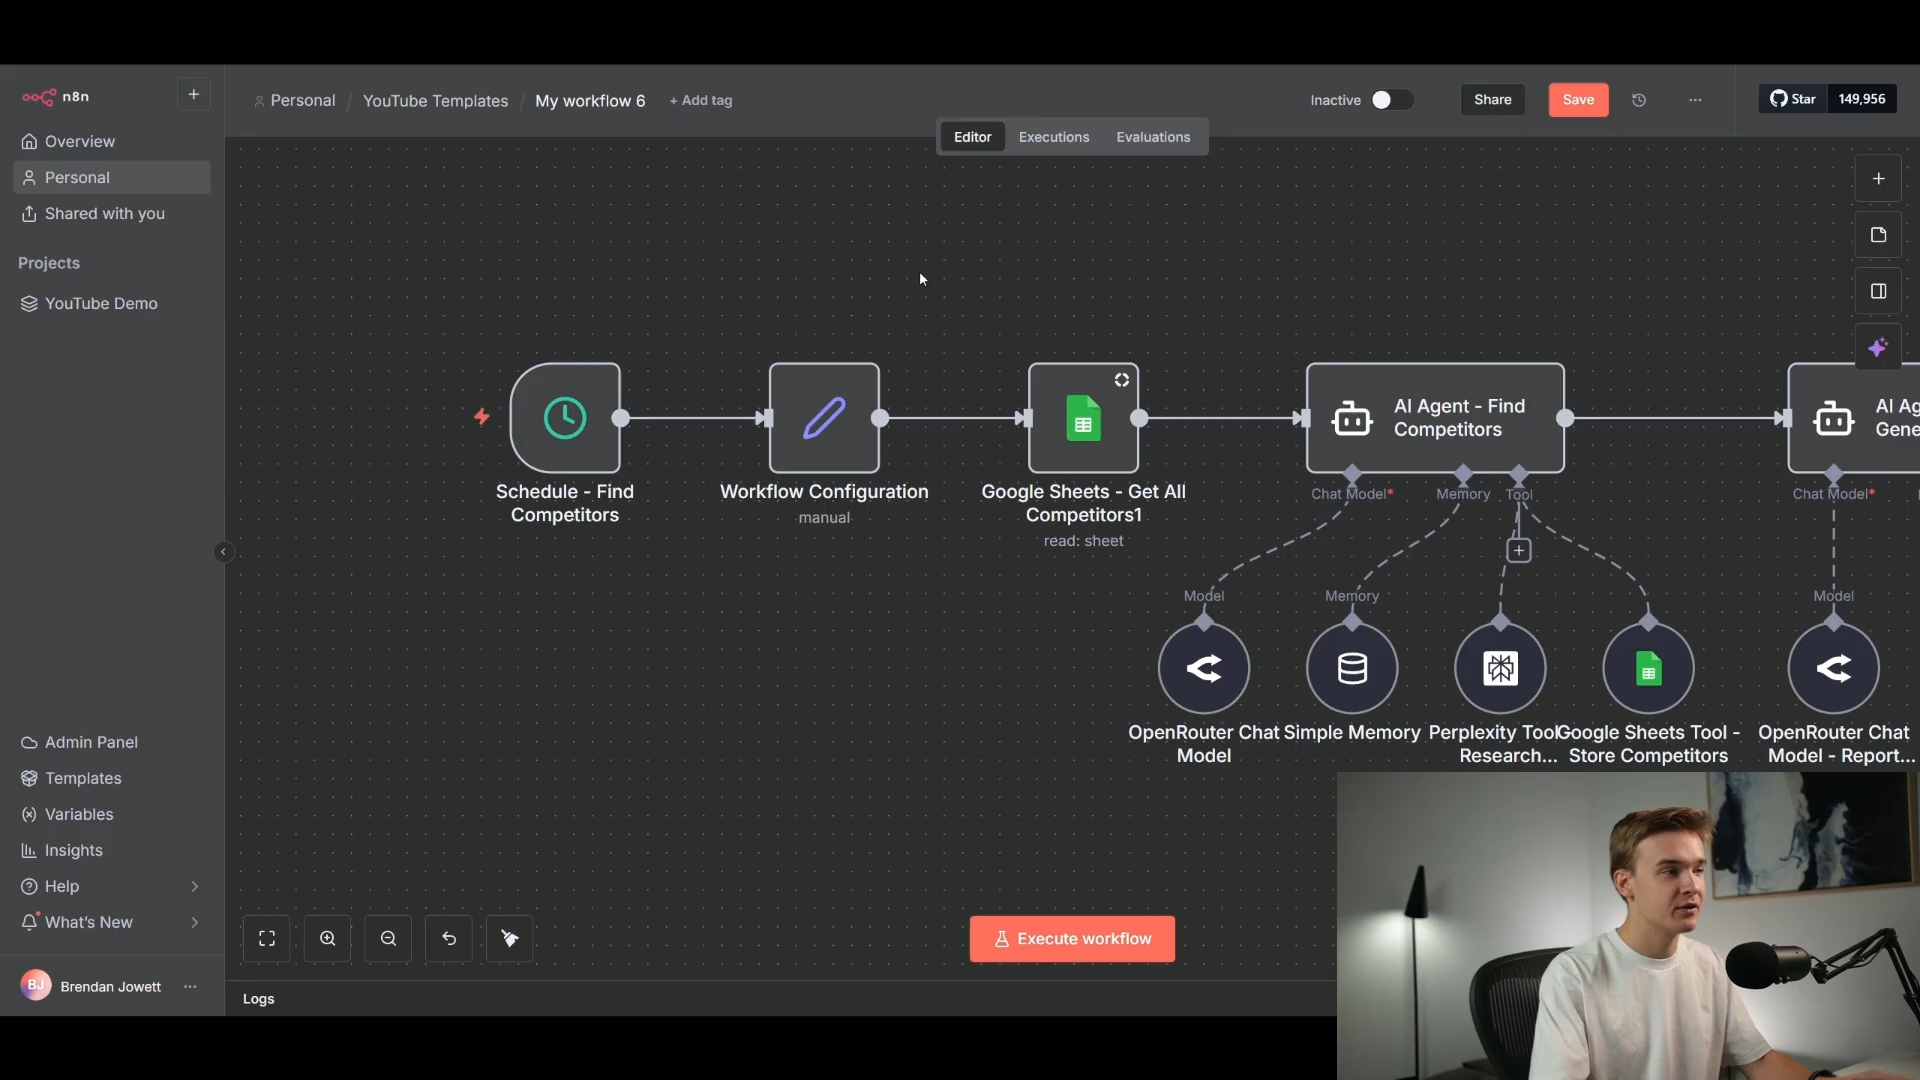 n8n
Personal / YouTube Templates / My workflow 6 + Add tag
Inactive
Share
Save
Star 149,956
Editor Executions Evaluations
Overview
Personal
Shared with you
Projects
YouTube Demo
Schedule - Find
Competitors
Workflow Configuration
manual
Google Sheets - Get All
Competitors1
read: sheet
AI Agent - Find
Competitors
Chat Model*
Memory
Tool
AI Ag
Gene
Chat Model*
Model
Memory
Model
OpenRouter Chat
Model
Simple Memory
Perplexity Tool
Research...
Google Sheets Tool -
Store Competitors
OpenRouter Chat
Model - Report...
Admin Panel
Templates
Variables
Insights
Help
What's New
BJ Brendan Jowett
Execute workflow
Logs